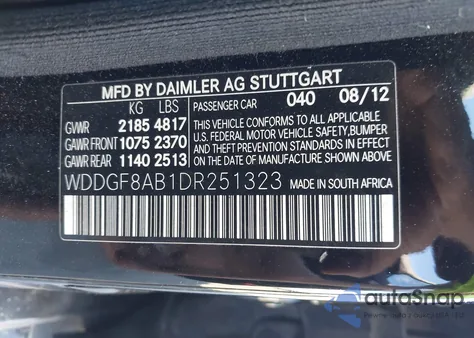 MFD BY DAIMLER AG STUTTGART
KG LBS PASSENGER CAR 040 08/12
GVWR 2185 4817
GAWR FRONT 1075 2370
GAWR REAR 1140 2513
THIS VEHICLE CONFORMS TO ALL APPLICABLE
U.S. FEDERAL MOTOR VEHICLE SAFETY, BUMPER
AND THEFT PREVENTION STANDARDS IN EFFECT
ON THE DATE OF MANUFACTURE SHOWN ABOVE
WDDGF8AB1DR251323
MADE IN
SOUTH AFRICA
autoSnap